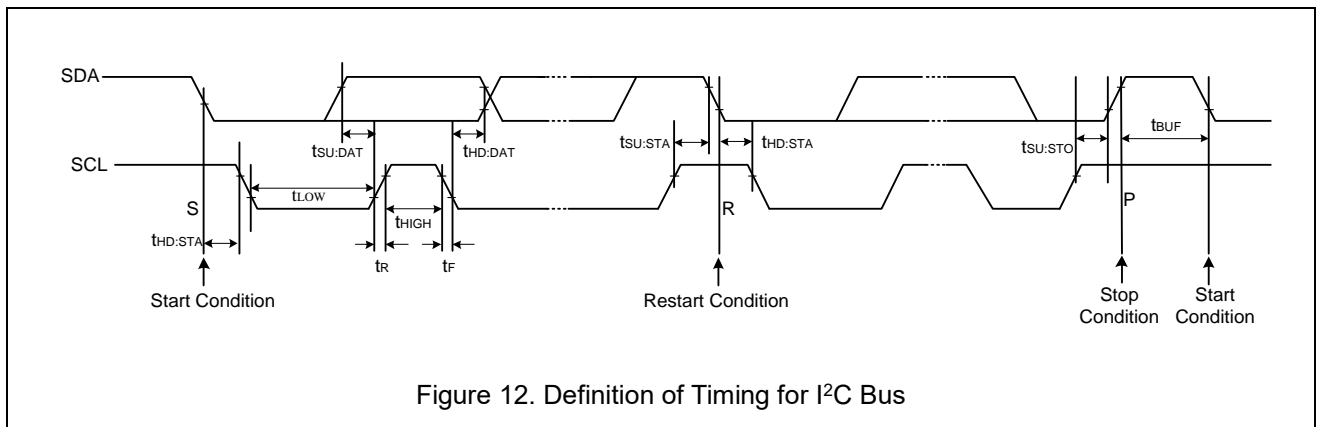 SDA
tSU:DAT
tHD:DAT
tSU:STA
tHD:STA
tSU:STO
tBUF
SCL
S
tLOW
tHIGH
R
P
tHD:STA
tR
tF
Start Condition
Restart Condition
Stop
Condition
Start
Condition
Figure 12. Definition of Timing for I²C Bus